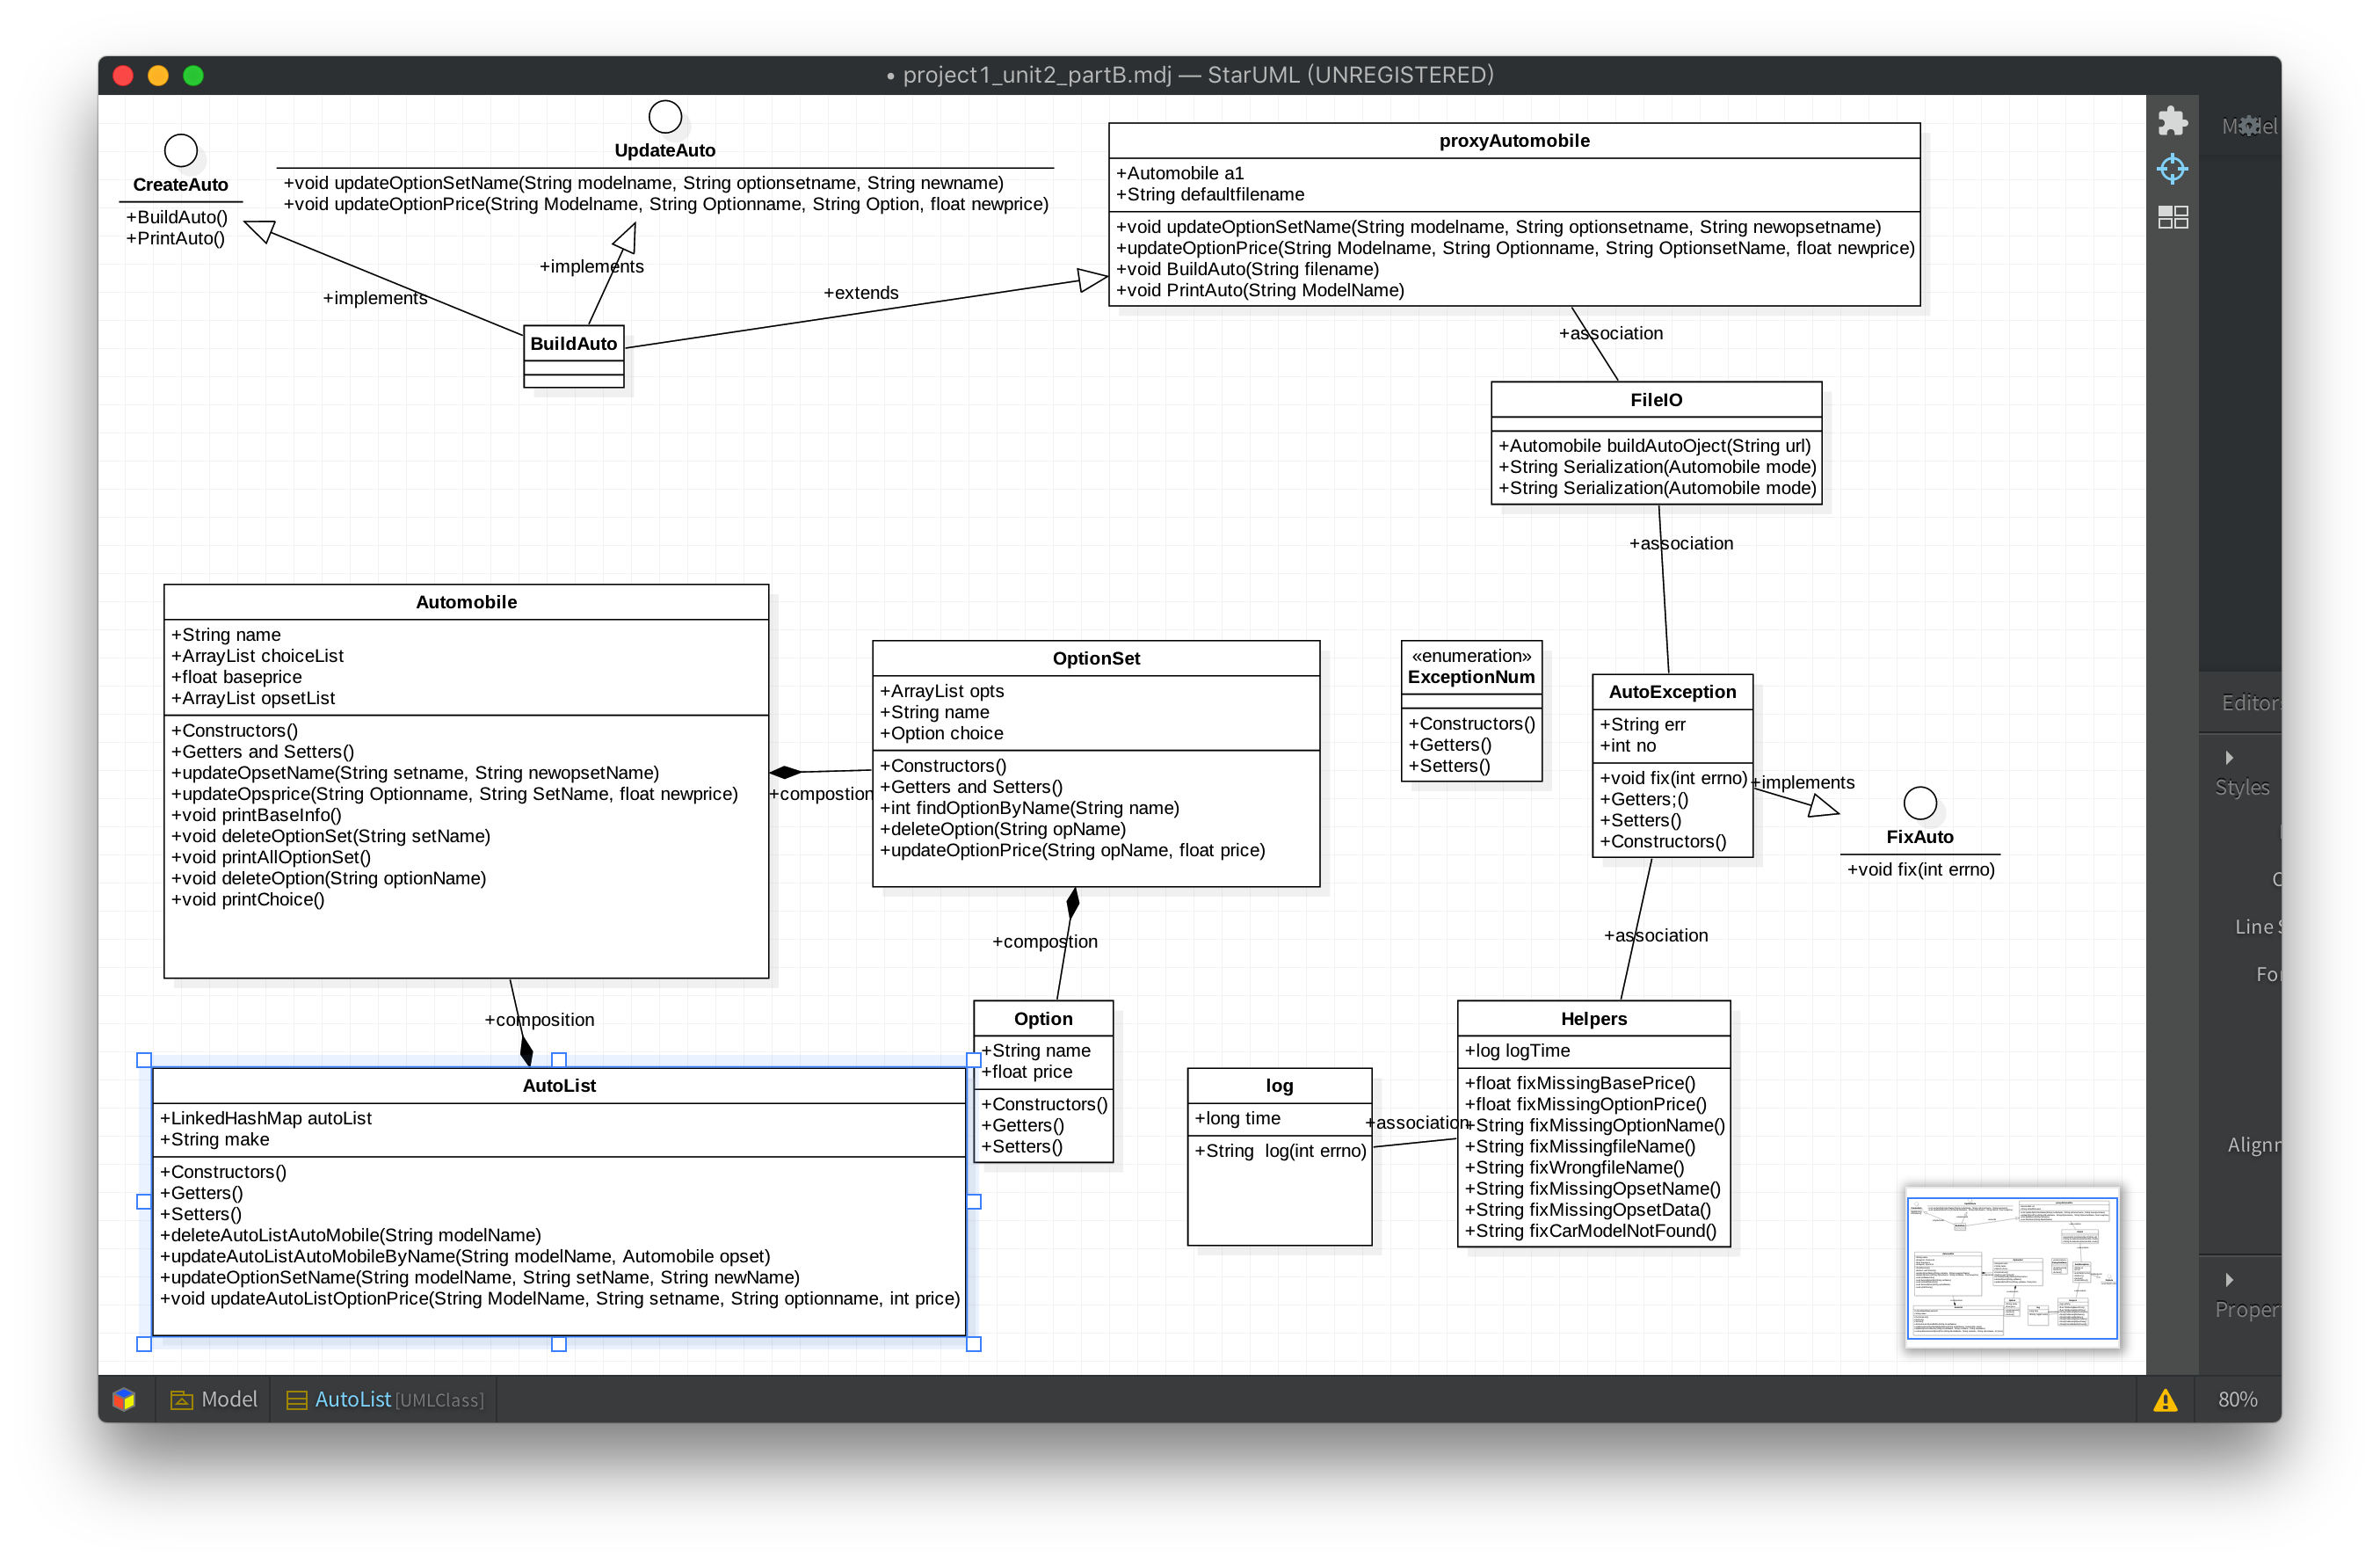 • project1_unit2_partB.mdj — StarUML (UNREGISTERED)
CreateAuto
+BuildAuto()
+PrintAuto()
UpdateAuto
+void updateOptionSetName(String modelname, String optionsetname, String newname)
+void updateOptionPrice(String Modelname, String Optionname, String Option, float newprice)
+implements
+implements
+extends
BuildAuto
proxyAutomobile
+Automobile a1
+String defaultfilename
+void updateOptionSetName(String modelname, String optionsetname, String newopsetname)
+updateOptionPrice(String Modelname, String Optionname, String OptionsetName, float newprice)
+void BuildAuto(String filename)
+void PrintAuto(String ModelName)
+association
FileIO
+Automobile buildAutoOject(String url)
+String Serialization(Automobile mode)
+String Serialization(Automobile mode)
+association
Automobile
+String name
+ArrayList choiceList
+float baseprice
+ArrayList opsetList
+Constructors()
+Getters and Setters()
+updateOpsetName(String setname, String newopsetName)
+updateOpsprice(String Optionname, String SetName, float newprice)
+void printBaseInfo()
+void deleteOptionSet(String setName)
+void printAllOptionSet()
+void deleteOption(String optionName)
+void printChoice()
+compostion
OptionSet
+ArrayList opts
+String name
+Option choice
+Constructors()
+Getters and Setters()
+int findOptionByName(String name)
+deleteOption(String opName)
+updateOptionPrice(String opName, float price)
«enumeration»
ExceptionNum
+Constructors()
+Getters()
+Setters()
AutoException
+String err
+int no
+void fix(int errno)
+Getters;()
+Setters()
+Constructors()
+implements
FixAuto
+void fix(int errno)
+compostion
+association
+composition
Option
+String name
+float price
+Constructors()
+Getters()
+Setters()
AutoList
+LinkedHashMap autoList
+String make
+Constructors()
+Getters()
+Setters()
+deleteAutoListAutoMobile(String modelName)
+updateAutoListAutoMobileByName(String modelName, Automobile opset)
+updateOptionSetName(String modelName, String setName, String newName)
+void updateAutoListOptionPrice(String ModelName, String setname, String optionname, int price)
log
+long time
+String  log(int errno)
+association
Helpers
+log logTime
+float fixMissingBasePrice()
+float fixMissingOptionPrice()
+String fixMissingOptionName()
+String fixMissingfileName()
+String fixWrongfileName()
+String fixMissingOpsetName()
+String fixMissingOpsetData()
+String fixCarModelNotFound()
Model
Editor
Styles
Line S
Fo
Alignm
Proper
Model
AutoList [UMLClass]
80%